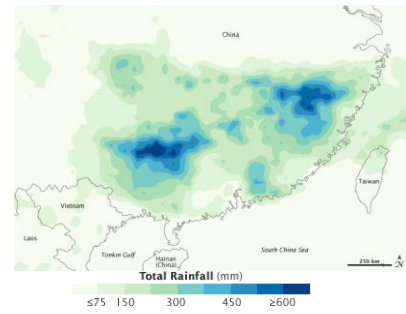 China
Taiwan
Vietnam
Laos
Tonkin Gulf
Hainan
(China)
South China Sea
250 km
N
Total Rainfall (mm)
≤75 150 300 450 ≥600